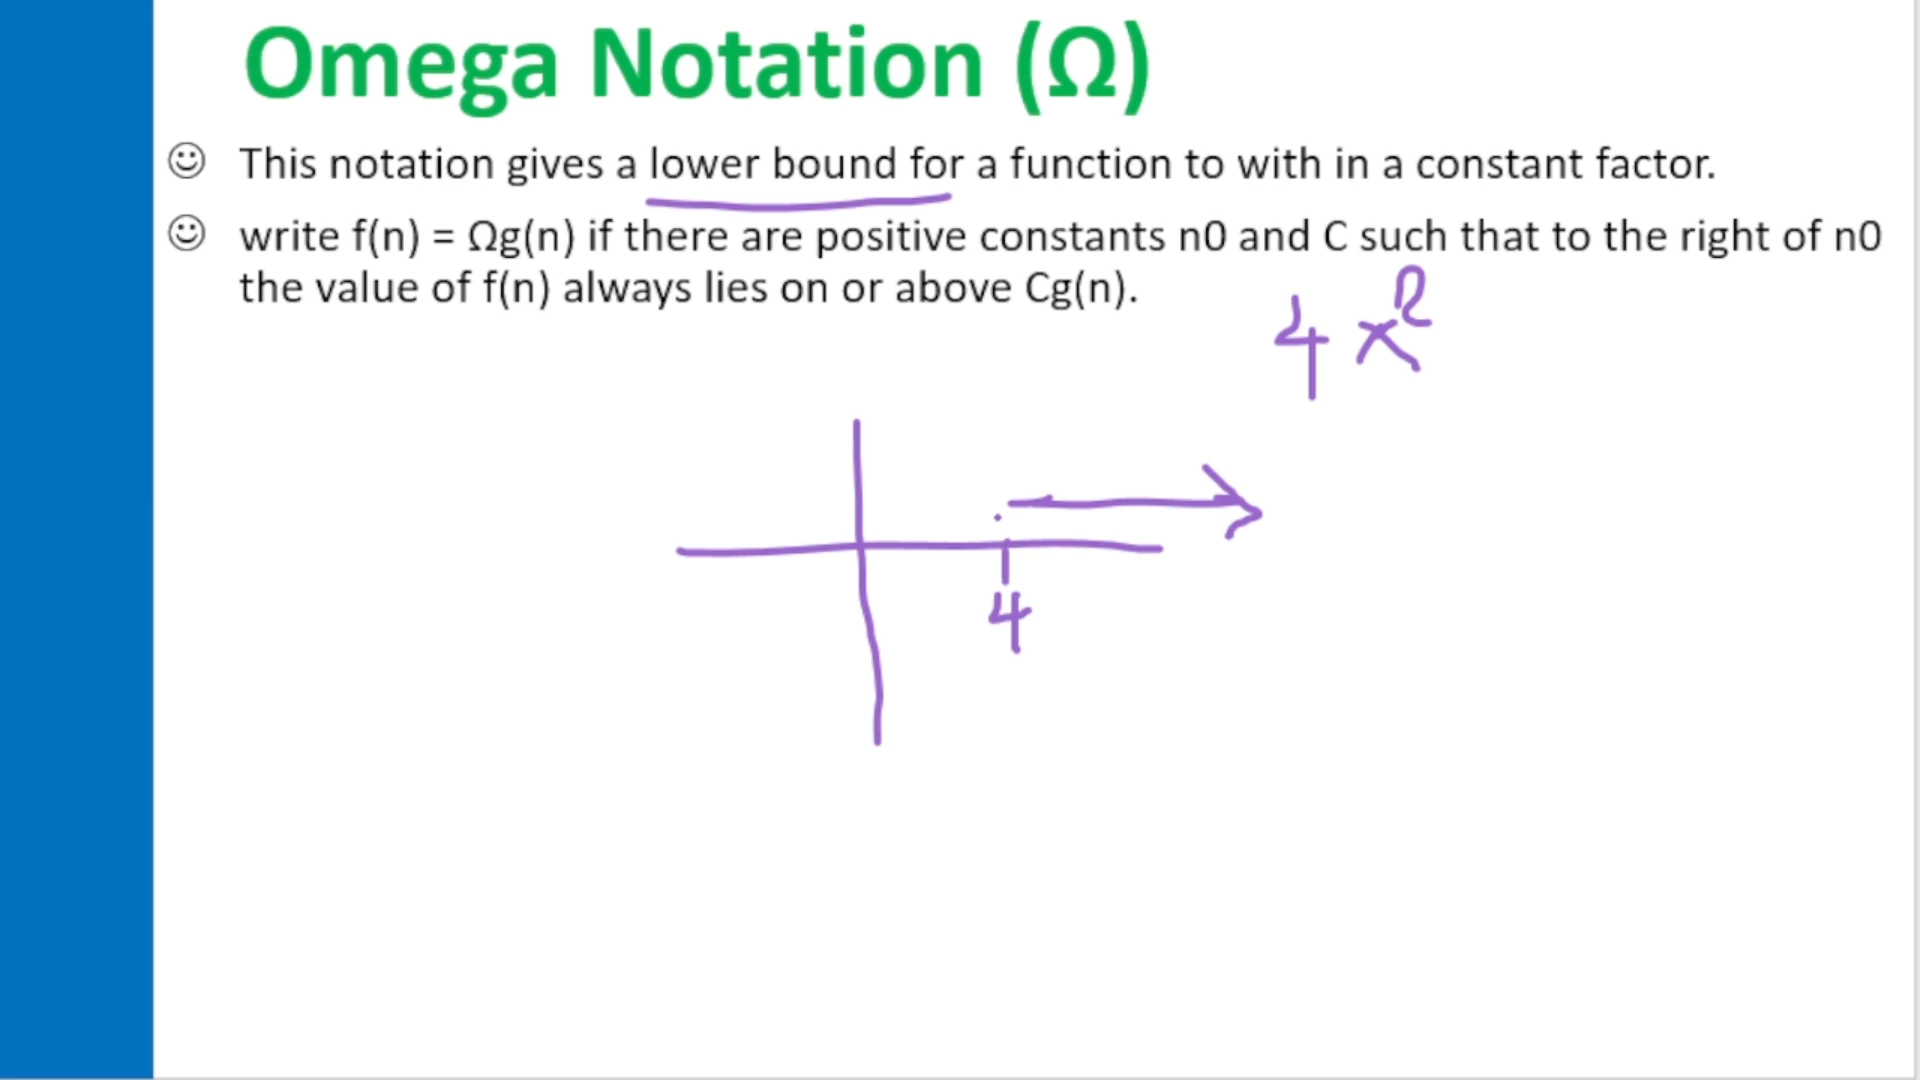 Omega Notation (Ω)
This notation gives a lower bound for a function to with in a constant factor.
write f(n) = Ωg(n) if there are positive constants n0 and C such that to the right of n0
the value of f(n) always lies on or above Cg(n).
4 x²
4